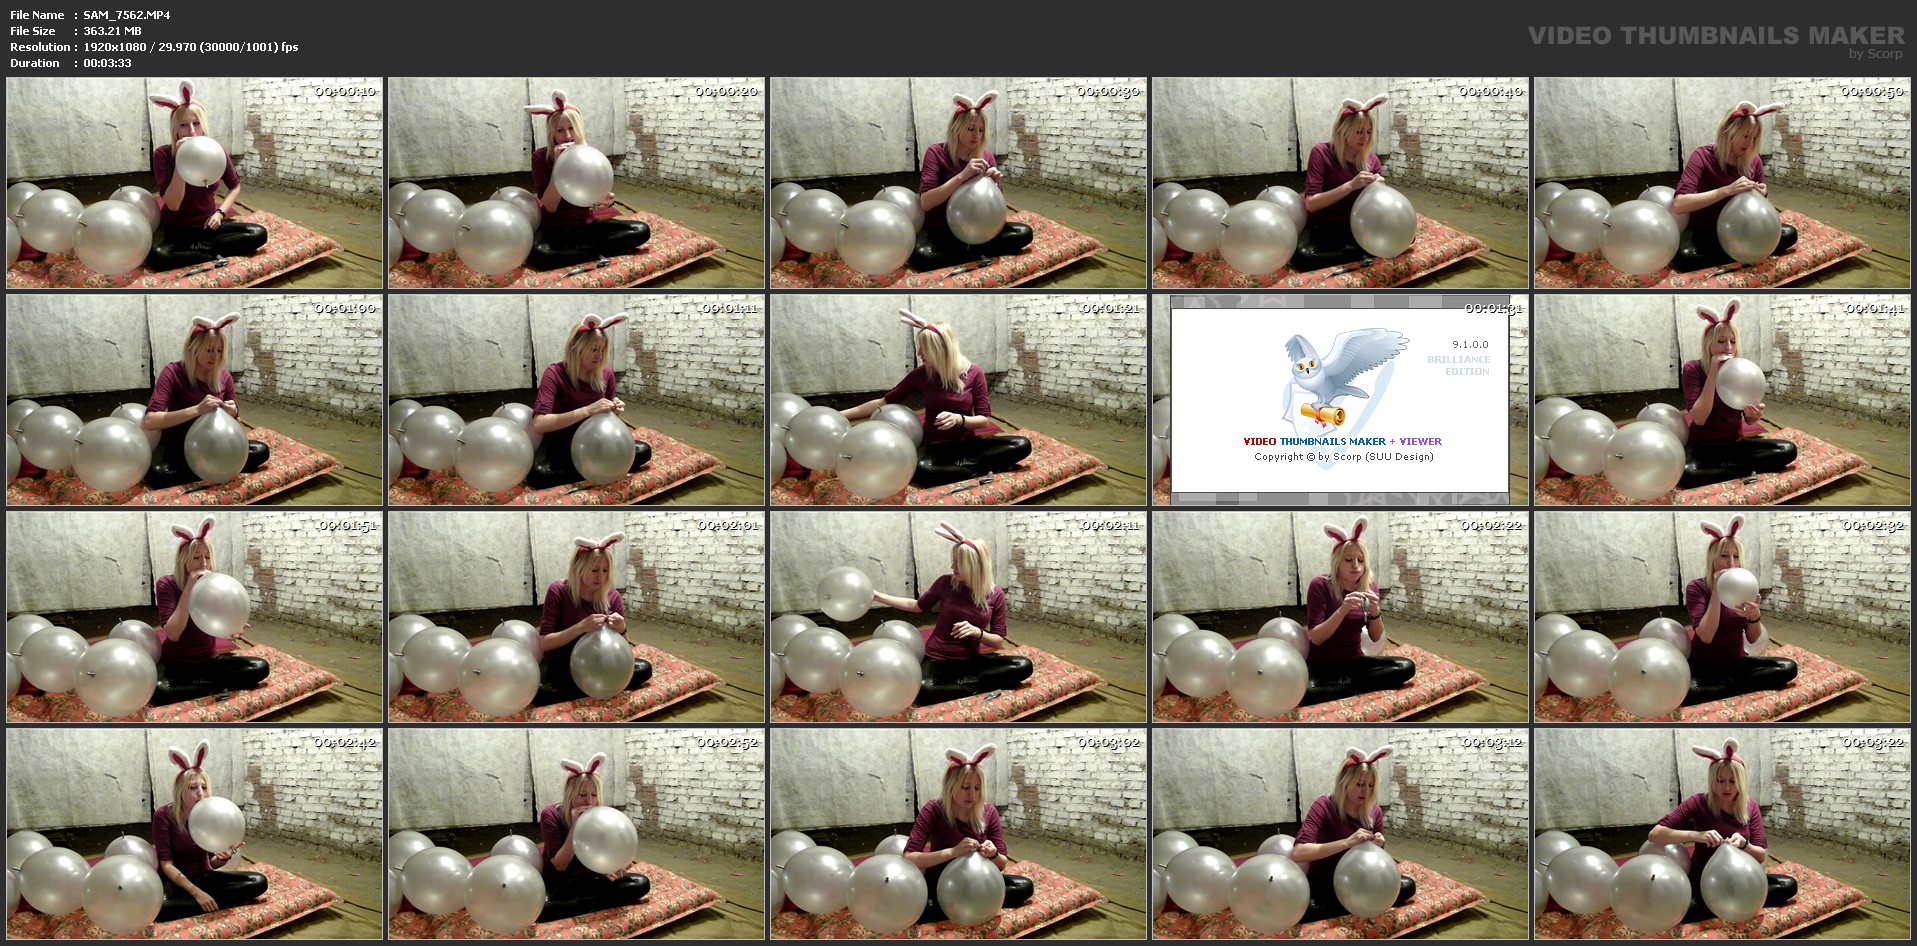 File Name : SAM_7562.MP4
File Size : 363.21 MB
Resolution : 1920x1080 / 29.970 (30000/1001) fps
Duration : 00:03:33
VIDEO THUMBNAILS MAKER
by Scorp
00:00:10
00:00:20
00:00:30
00:00:40
00:00:50
00:01:00
00:01:11
00:01:21
00:01:31
9.1.0.0
BRILLIANCE
EDITION
VIDEO THUMBNAILS MAKER + VIEWER
Copyright © by Scorp (SUU Design)
00:01:41
00:01:51
00:02:01
00:02:11
00:02:22
00:02:32
00:02:42
00:02:52
00:03:02
00:03:12
00:03:22